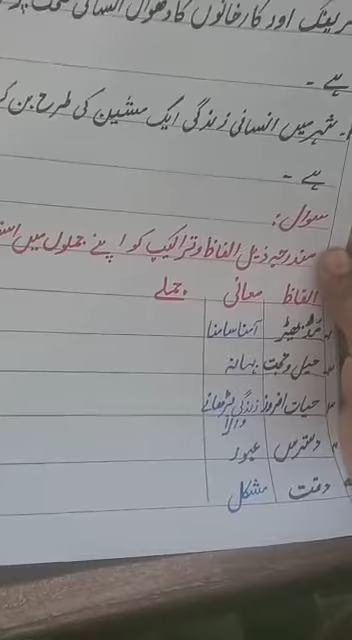 ٹریفک اور کارخانوں کا دھواں انسانی صحت پر
ہے ۔
۔ شہر میں انسانی زندگی ایک مشین کی طرح بن کر
ہے ۔
سوال:
مندرجہ ذیل الفاظ و تراکیب کو اپنے جملوں میں
الفاظ معانی جملے
مڈبھیڑ آمنا سامنا
حیل و حجت بہانہ
حیات افروز زندگی بڑھانے والا
دسترس عبور
دقت مشکل